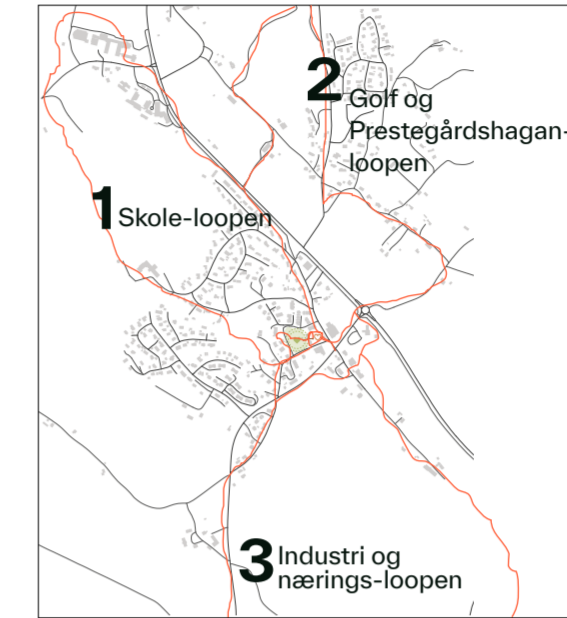 2
Golf og
Prestegårdshagan-
loopen
1 Skole-loopen
3 Industri og
nærings-loopen